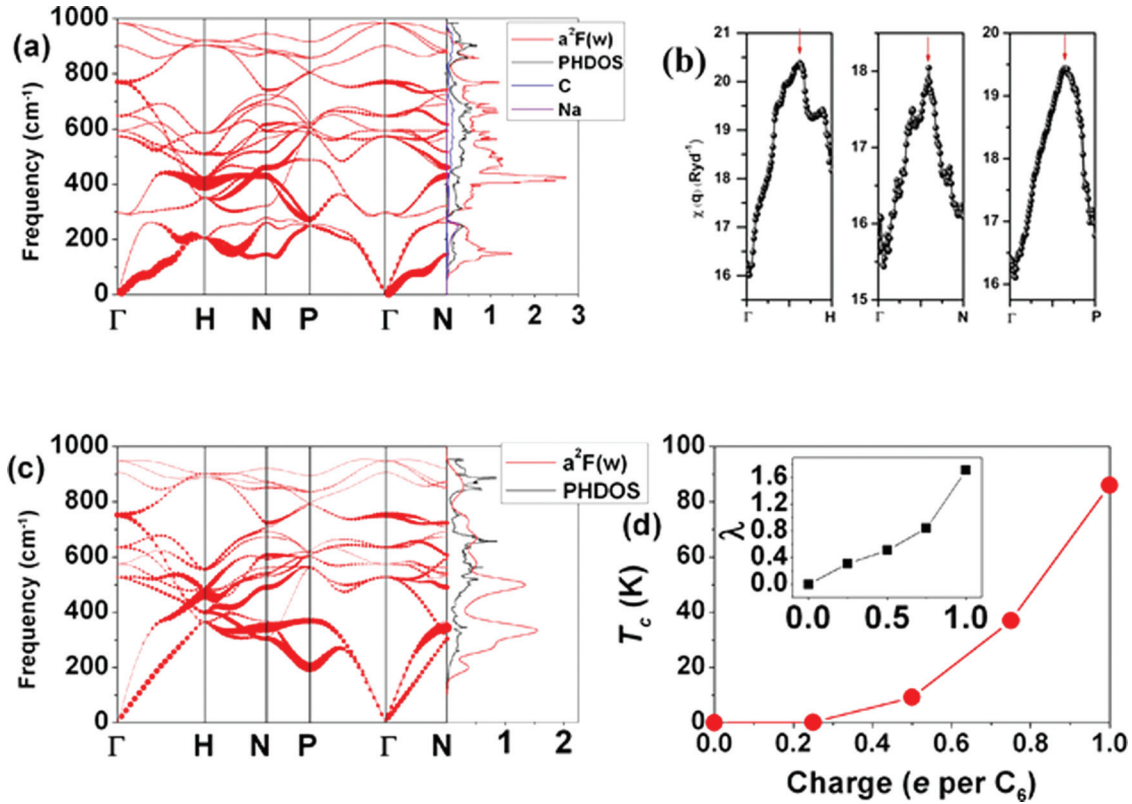 (a)
1000
800
600
400
200
0
Frequency (cm⁻¹)
Γ H N P Γ N 1 2 3
a²F(w)
PHDOS
C
Na
(b)
χ (q) (Ryd⁻¹)
21
20
19
18
17
16
Γ H
18
17
16
15
Γ N
20
19
18
17
16
Γ P
(c)
1000
800
600
400
200
0
Frequency (cm⁻¹)
Γ H N P Γ N 1 2
a²F(w)
PHDOS
(d)
100
80
60
40
20
0
T_c (K)
λ
1.6
1.2
0.8
0.4
0.0
0.0 0.5 1.0
0.0 0.2 0.4 0.6 0.8 1.0
Charge (e per C₆)